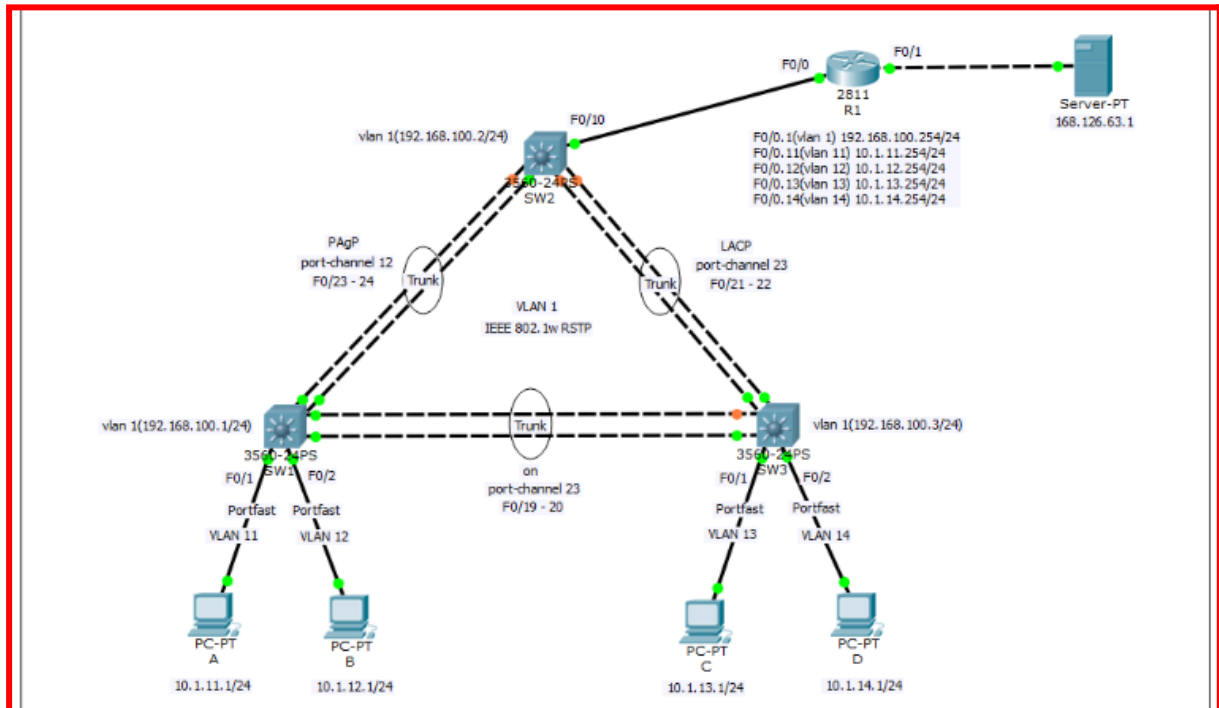 F0/0
F0/1
2811
R1
Server-PT
168.126.63.1
F0/10
vlan 1(192.168.100.2/24)
3560-24PS
SW2
F0/0.1(vlan 1) 192.168.100.254/24
F0/0.11(vlan 11) 10.1.11.254/24
F0/0.12(vlan 12) 10.1.12.254/24
F0/0.13(vlan 13) 10.1.13.254/24
F0/0.14(vlan 14) 10.1.14.254/24
PAgP
port-channel 12
F0/23 - 24
Trunk
LACP
port-channel 23
F0/21 - 22
Trunk
VLAN 1
IEEE 802.1w RSTP
vlan 1(192.168.100.1/24)
3560-24PS
SW1
Trunk
on
port-channel 23
F0/19 - 20
vlan 1(192.168.100.3/24)
3560-24PS
SW3
F0/1
F0/2
Portfast
Portfast
VLAN 11
VLAN 12
F0/1
F0/2
Portfast
Portfast
VLAN 13
VLAN 14
PC-PT
A
10.1.11.1/24
PC-PT
B
10.1.12.1/24
PC-PT
C
10.1.13.1/24
PC-PT
D
10.1.14.1/24